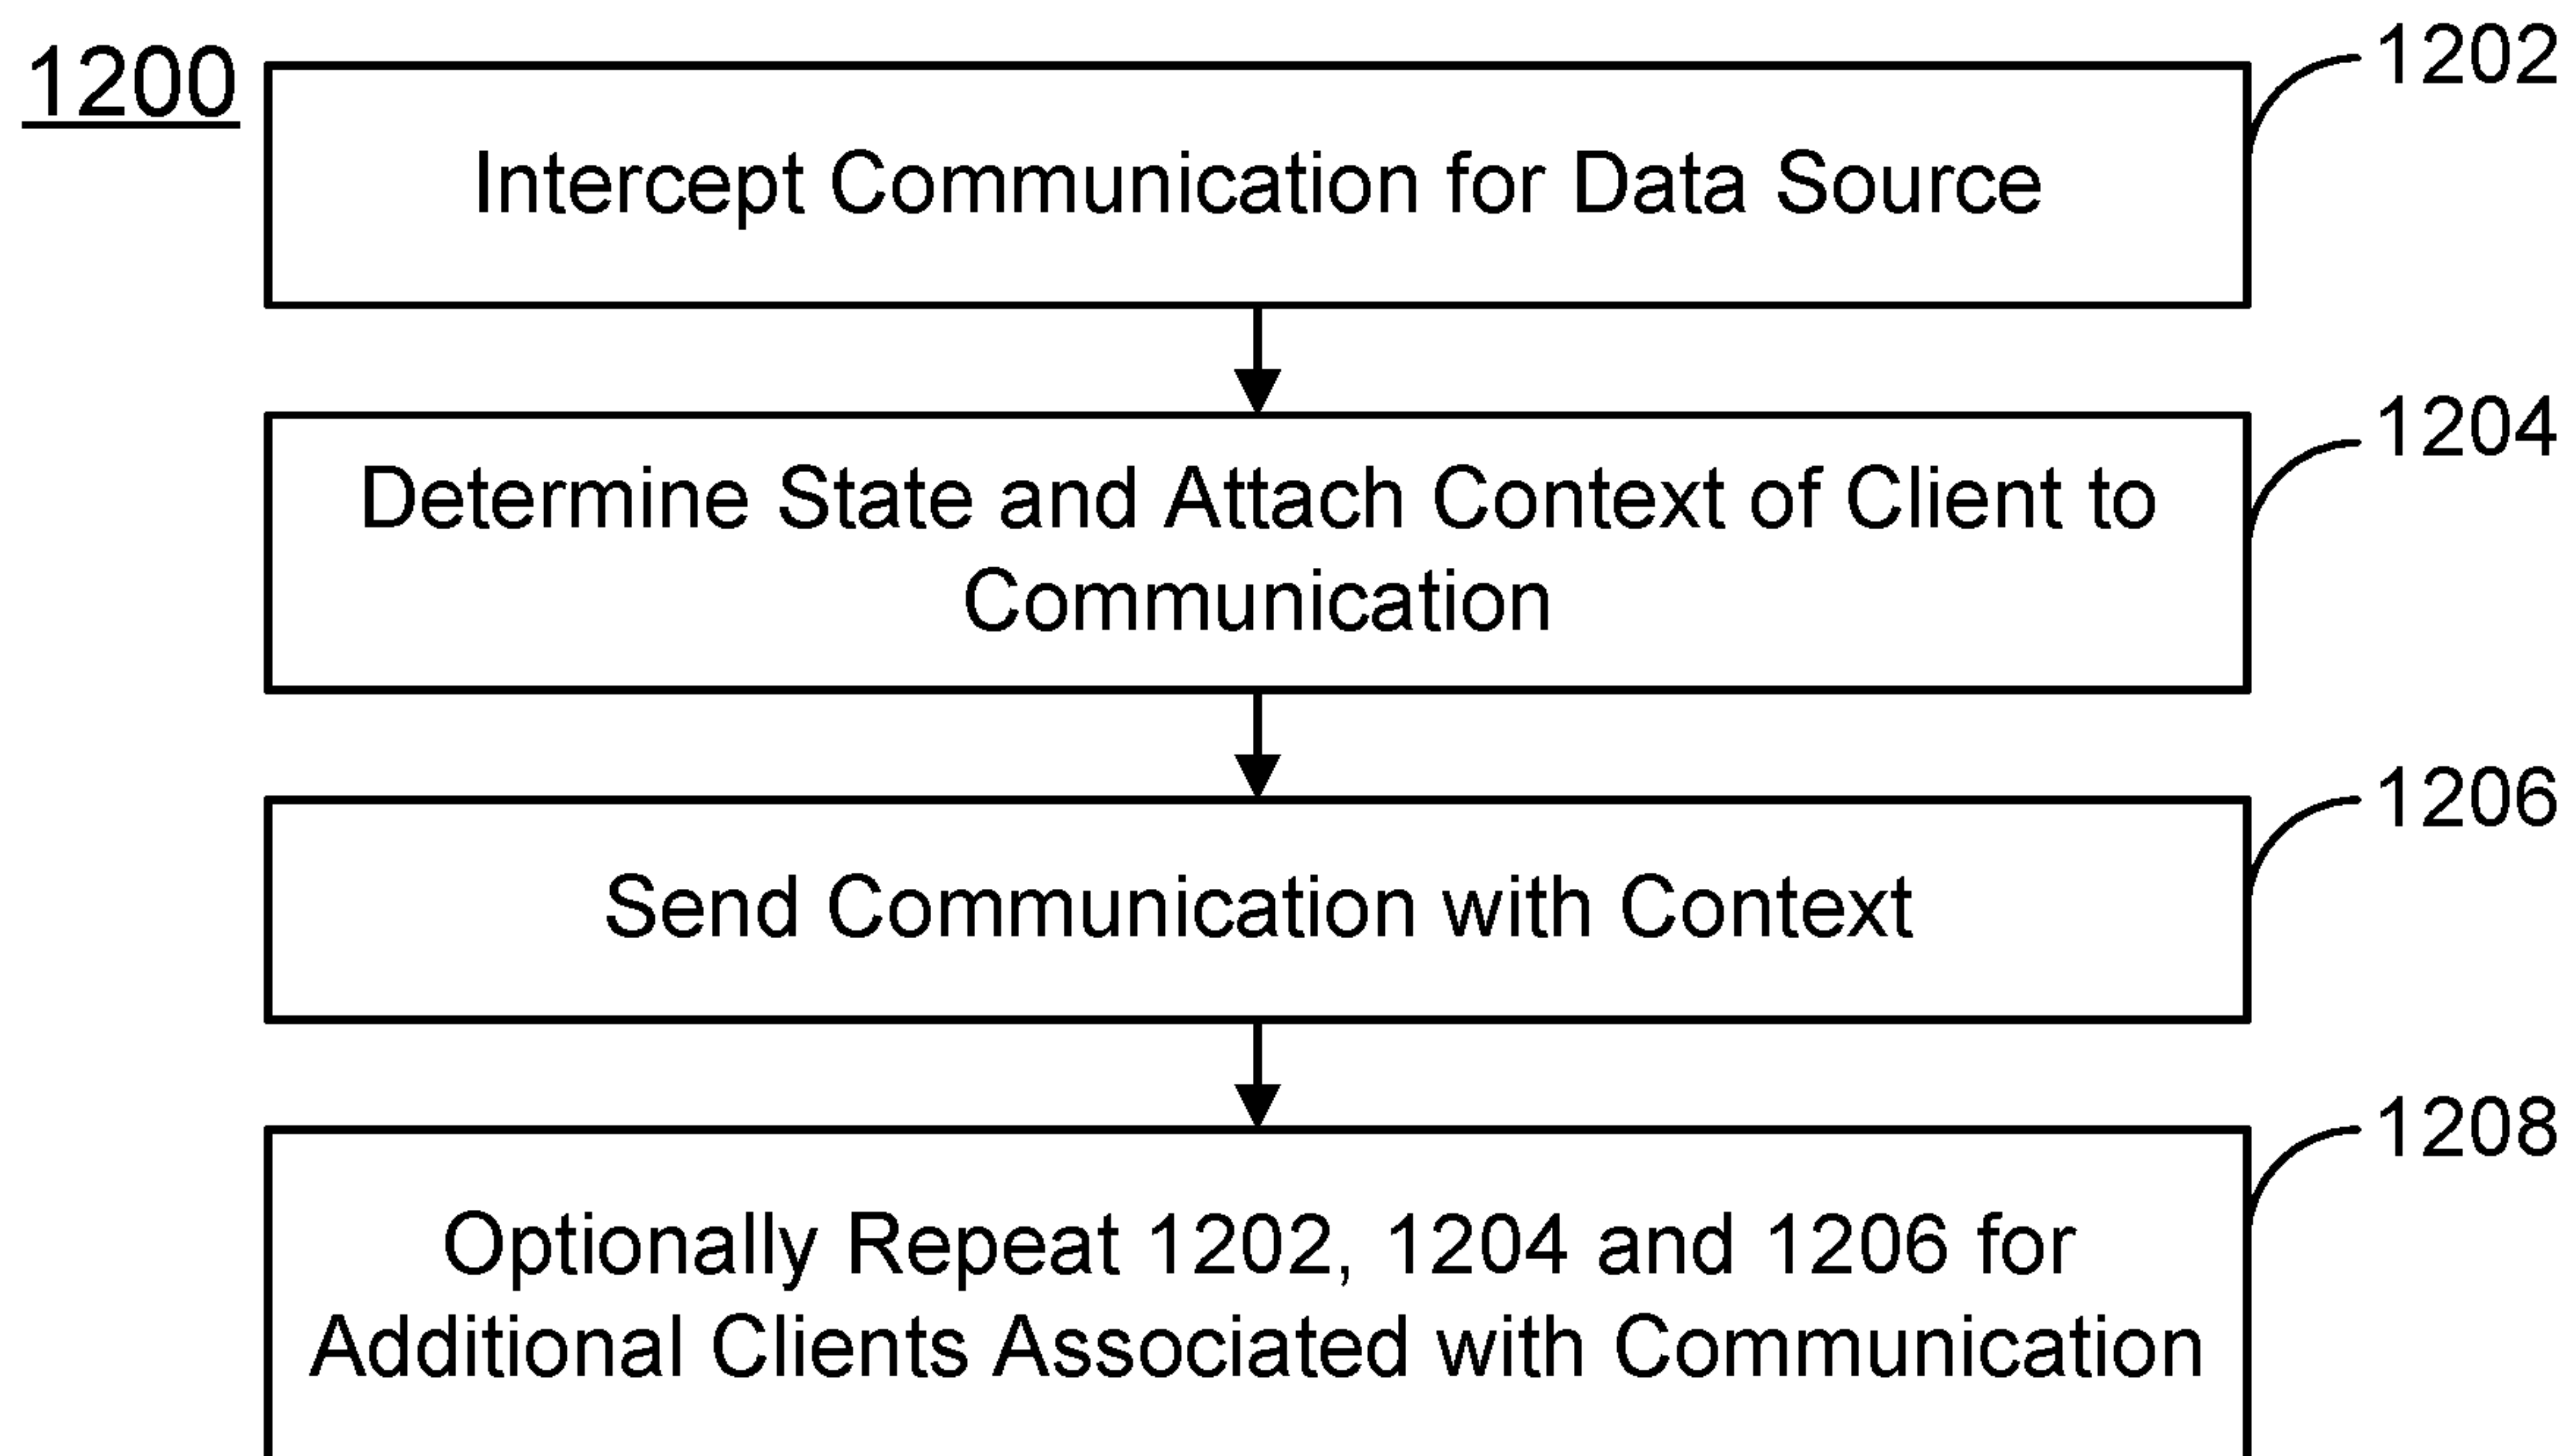 1200
1202
Intercept Communication for Data Source
1204
Determine State and Attach Context of Client to
Communication
1206
Send Communication with Context
1208
Optionally Repeat 1202, 1204 and 1206 for
Additional Clients Associated with Communication